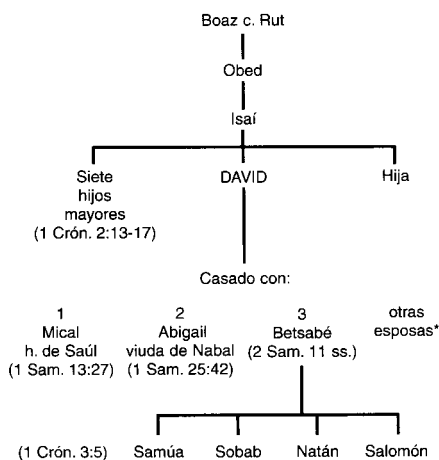 Boaz c. Rut
Obed
Isaí
Siete
hijos
mayores
(1 Crón. 2:13-17)
DAVID
Hija
Casado con:
1
Mical
h. de Saúl
(1 Sam. 13:27)
2
Abigail
viuda de Nabal
(1 Sam. 25:42)
3
Betsabé
(2 Sam. 11 ss.)
otras
esposas*
(1 Crón. 3:5)
Samúa
Sobab
Natán
Salomón